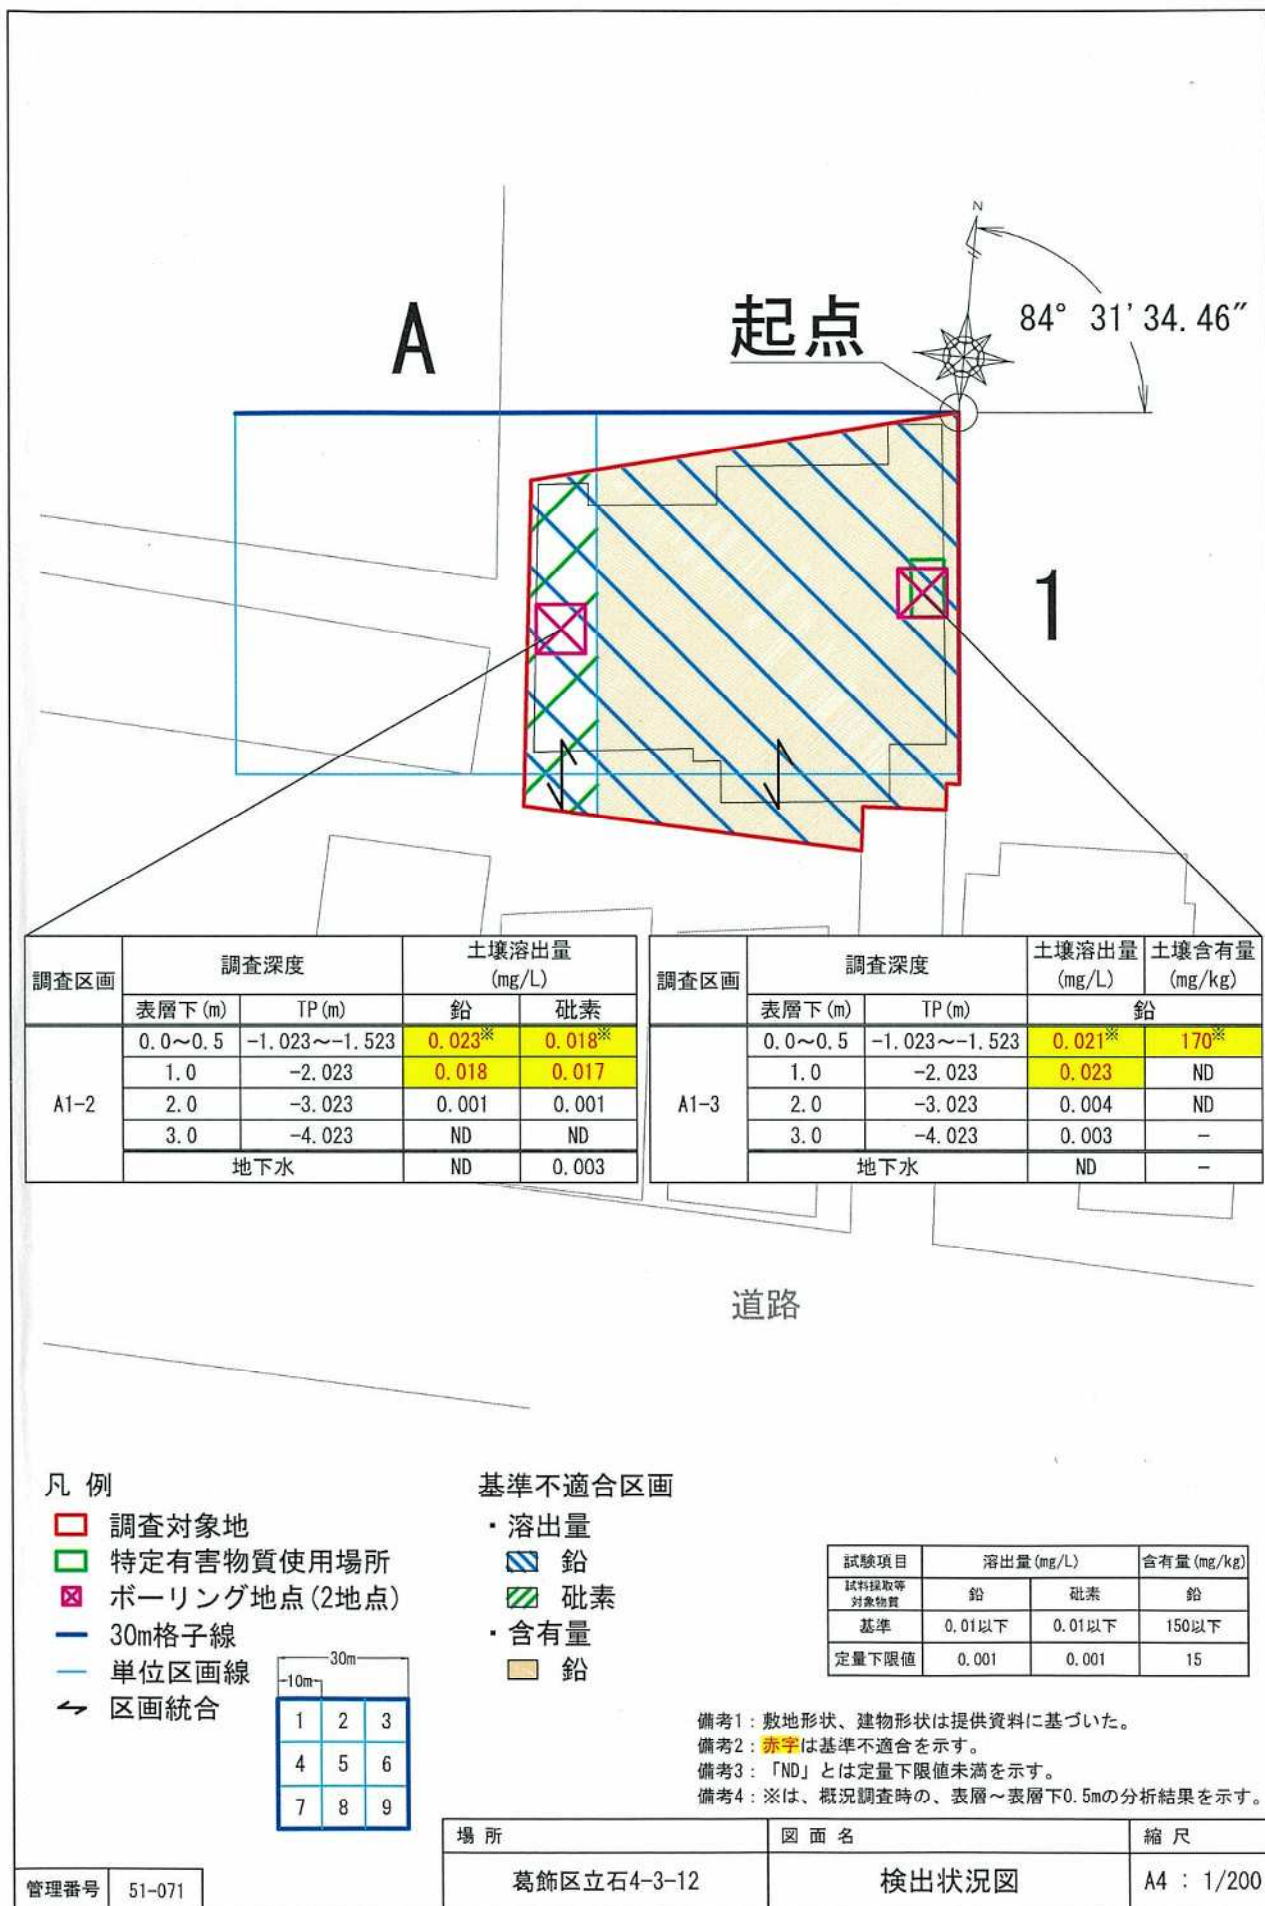 N
84° 31' 34.46″
起点
A
1
調査区画 調査深度 土壌溶出量 (mg/L)
表層下(m) TP(m) 鉛 砒素
A1-2
0.0～0.5 -1.023～-1.523 0.023※ 0.018※
1.0 -2.023 0.018 0.017
2.0 -3.023 0.001 0.001
3.0 -4.023 ND ND
地下水 ND 0.003
調査区画 調査深度 土壌溶出量 (mg/L) 土壌含有量 (mg/kg)
表層下(m) TP(m) 鉛
A1-3
0.0～0.5 -1.023～-1.523 0.021※ 170※
1.0 -2.023 0.023 ND
2.0 -3.023 0.004 ND
3.0 -4.023 0.003 -
地下水 ND -
道路
凡 例
調査対象地
特定有害物質使用場所
ボーリング地点(2地点)
30m格子線
単位区画線
区画統合
30m
10m
1 2 3
4 5 6
7 8 9
基準不適合区画
・溶出量
鉛
砒素
・含有量
鉛
試験項目 溶出量(mg/L) 含有量(mg/kg)
試料採取等対象物質 鉛 砒素 鉛
基準 0.01以下 0.01以下 150以下
定量下限値 0.001 0.001 15
備考1：敷地形状、建物形状は提供資料に基づいた。
備考2：赤字は基準不適合を示す。
備考3：「ND」とは定量下限値未満を示す。
備考4：※は、概況調査時の、表層～表層下0.5mの分析結果を示す。
場 所 図 面 名 縮 尺
葛飾区立石4-3-12 検出状況図 A4 : 1/200
管理番号 51-071